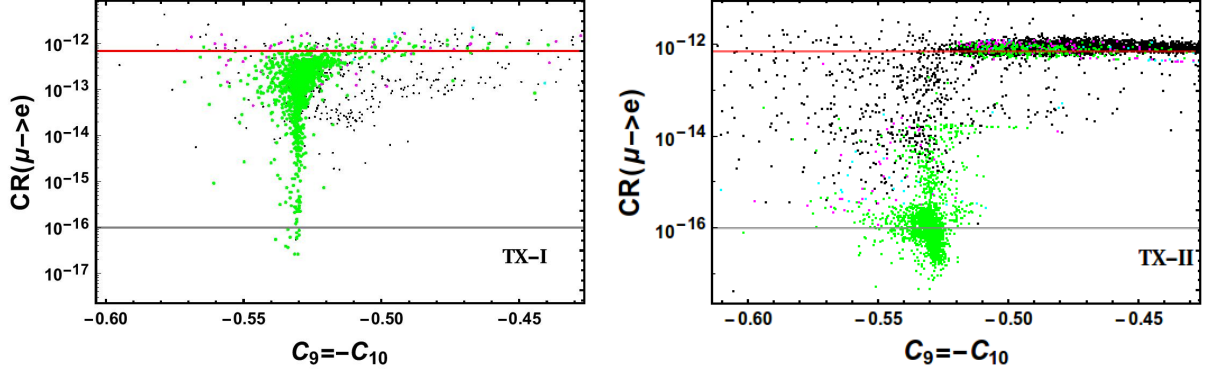 CR(μ−>e)
10⁻¹²
10⁻¹³
10⁻¹⁴
10⁻¹⁵
10⁻¹⁶
10⁻¹⁷
TX−I
−0.60 −0.55 −0.50 −0.45
C₉=−C₁₀
CR(μ−>e)
10⁻¹²
10⁻¹⁴
10⁻¹⁶
TX−II
−0.60 −0.55 −0.50 −0.45
C₉=−C₁₀